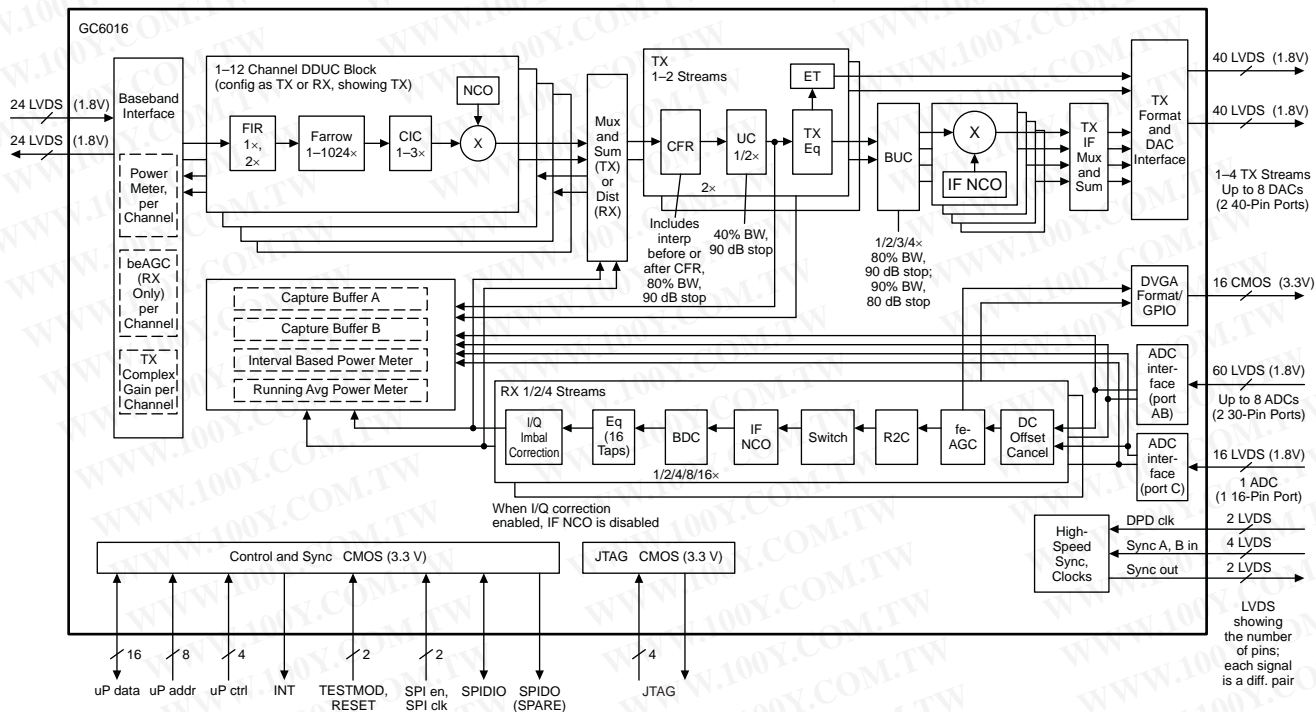 GC6016
24 LVDS (1.8V)
24 LVDS (1.8V)
Baseband
Interface
Power
Meter,
per
Channel
beAGC
(RX
Only)
per
Channel
TX
Complex
Gain per
Channel
1–12 Channel DDUC Block
(config as TX or RX, showing TX)
FIR
1×,
2×
Farrow
1–1024×
CIC
1–3×
NCO
X
Mux
and
Sum
(TX)
or
Dist
(RX)
TX
1–2 Streams
CFR
UC
1/2×
ET
TX
Eq
2×
Includes
interp
before or
after CFR,
80% BW,
90 dB stop
40% BW,
90 dB stop
BUC
1/2/3/4×
80% BW,
90 dB stop;
90% BW,
80 dB stop
X
IF NCO
TX
IF
Mux
and
Sum
TX
Format
and
DAC
Interface
40 LVDS (1.8V)
40 LVDS (1.8V)
1–4 TX Streams
Up to 8 DACs
(2 40-Pin Ports)
Capture Buffer A
Capture Buffer B
Interval Based Power Meter
Running Avg Power Meter
DVGA
Format/
GPIO
16 CMOS (3.3V)
RX 1/2/4 Streams
I/Q
Imbal
Correction
Eq
(16
Taps)
BDC
IF
NCO
Switch
R2C
fe-
AGC
DC
Offset
Cancel
1/2/4/8/16×
When I/Q correction
enabled, IF NCO is disabled
ADC
inter-
face
(port
AB)
60 LVDS (1.8V)
Up to 8 ADCs
(2 30-Pin Ports)
ADC
inter-
face
(port C)
16 LVDS (1.8V)
1 ADC
(1 16-Pin Port)
High-
Speed
Sync,
Clocks
DPD clk
2 LVDS
Sync A, B in
4 LVDS
Sync out
2 LVDS
LVDS
showing
the number
of pins;
each signal
is a diff. pair
Control and Sync CMOS (3.3 V)
JTAG CMOS (3.3 V)
16
8
4
2
2
4
uP data
uP addr
uP ctrl
INT
TESTMOD,
RESET
SPI en,
SPI clk
SPIDIO
SPIDO
(SPARE)
JTAG
WWW.100Y.COM.TW